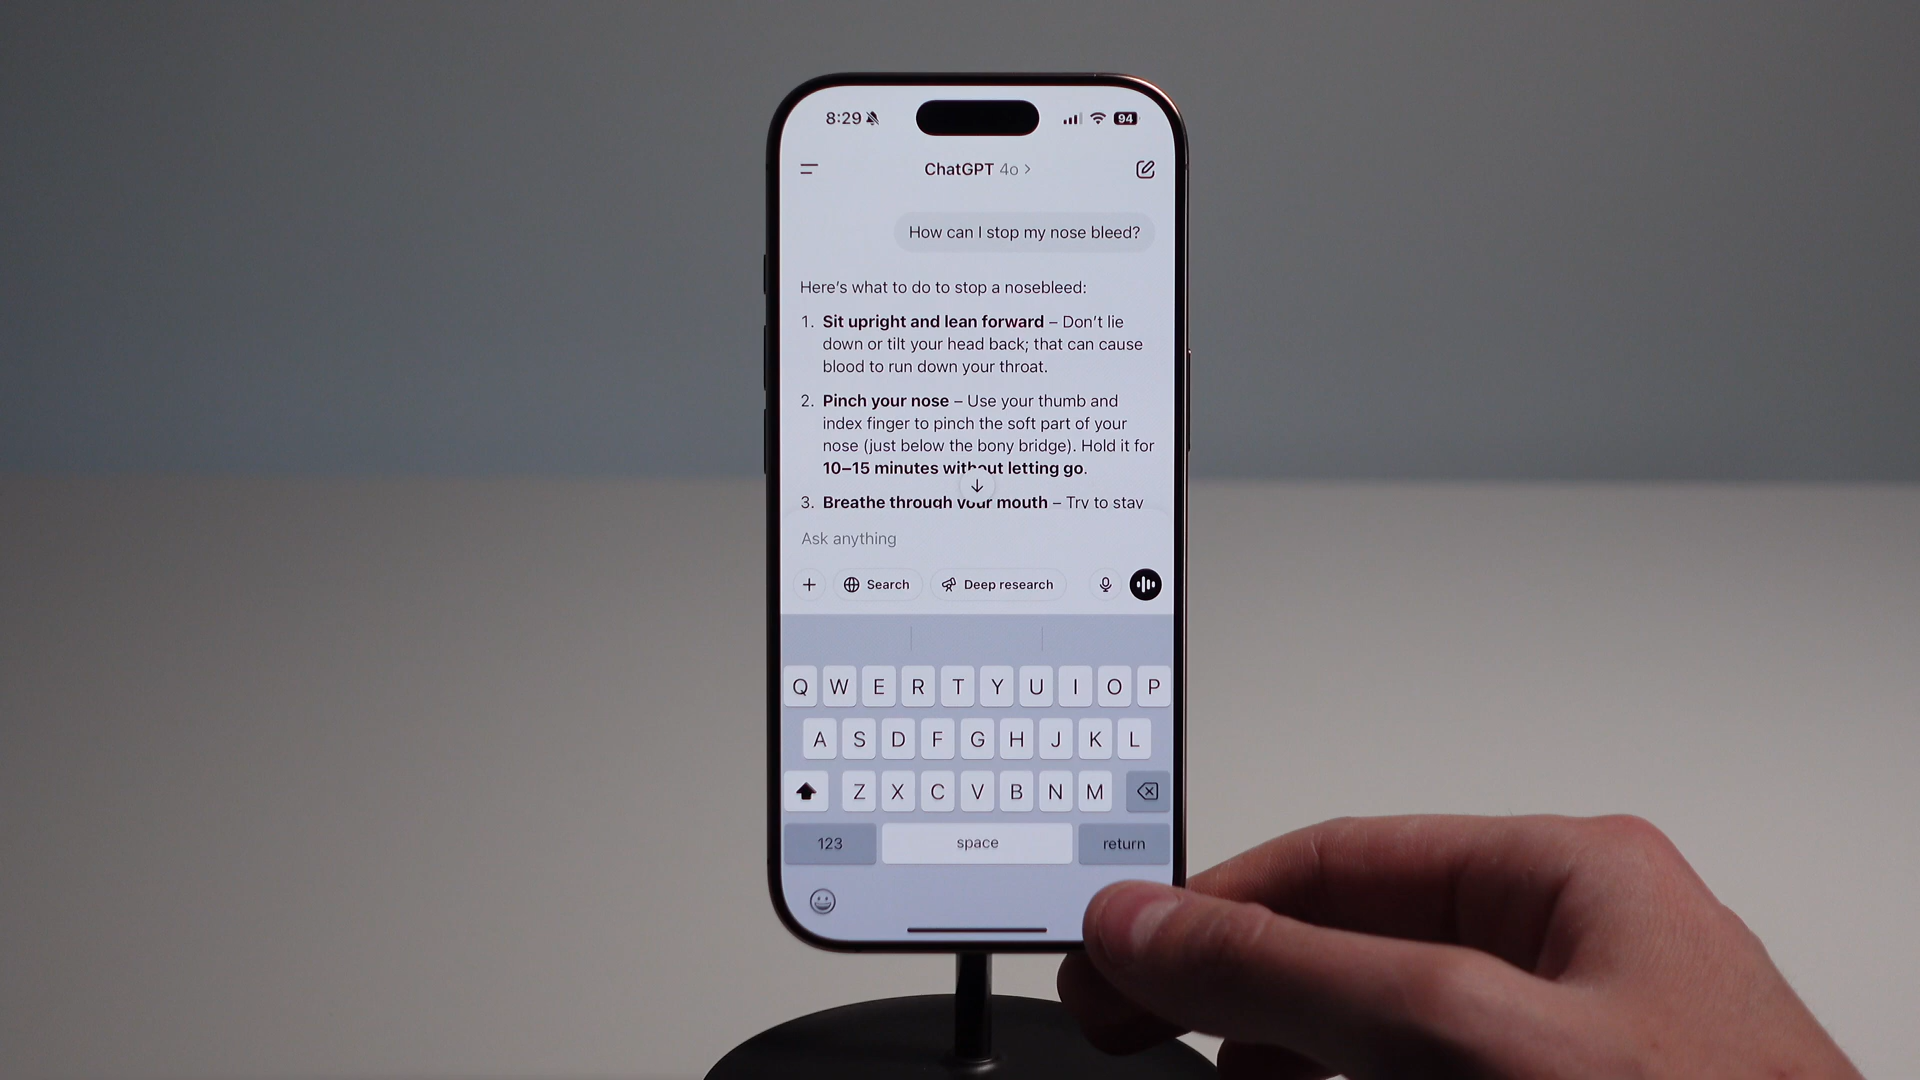 8:29 94
ChatGPT 4o >
How can I stop my nose bleed?
Here's what to do to stop a nosebleed:
1. Sit upright and lean forward – Don't lie
down or tilt your head back; that can cause
blood to run down your throat.
2. Pinch your nose – Use your thumb and
index finger to pinch the soft part of your
nose (just below the bony bridge). Hold it for
10–15 minutes without letting go.
3. Breathe through your mouth – Try to stay
Ask anything
Search Deep research
Q W E R T Y U I O P
A S D F G H J K L
Z X C V B N M
123 space return